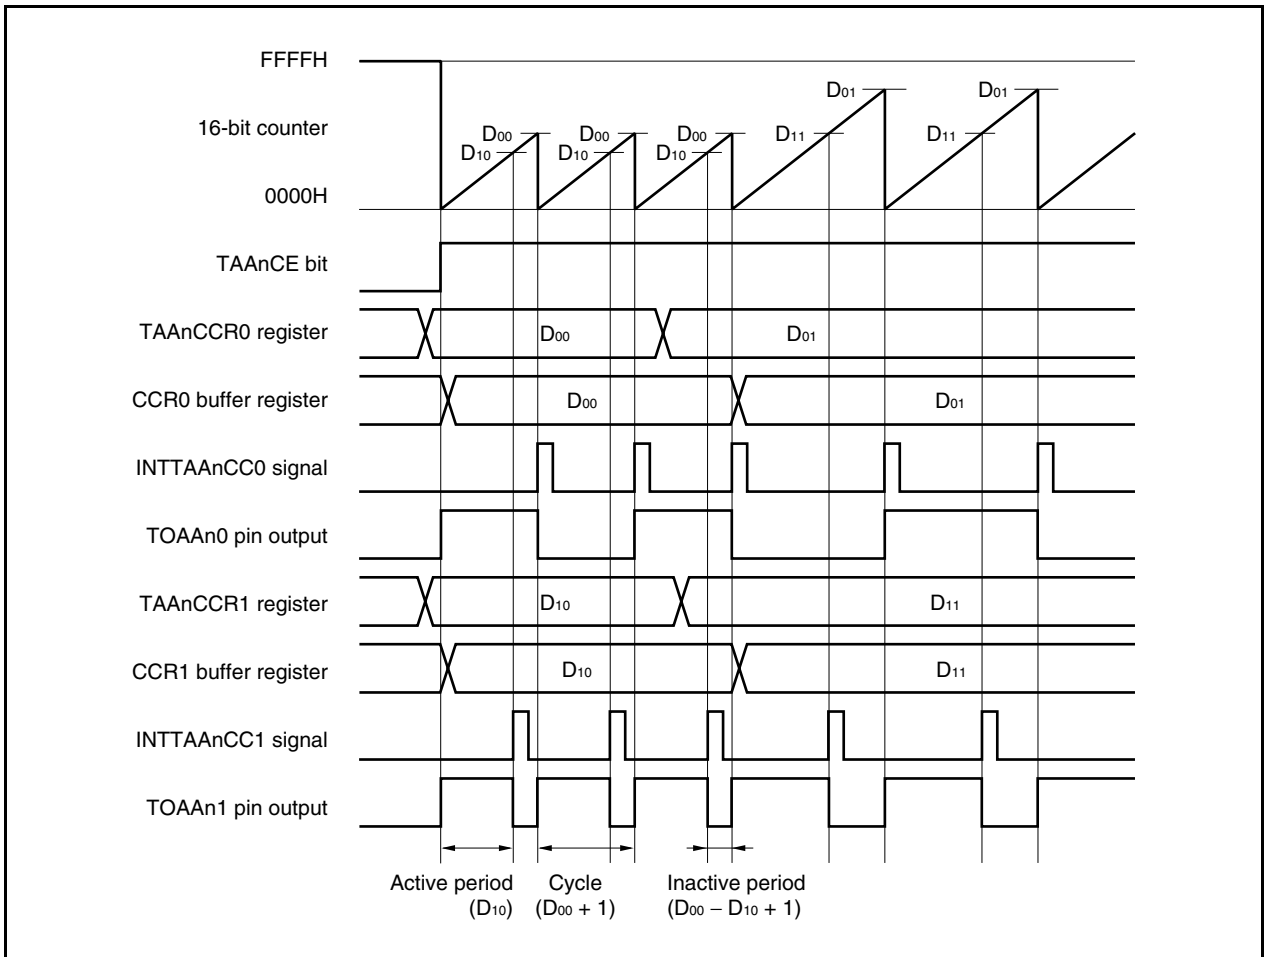 FFFFH
D01
D01
16-bit counter
D00
D00
D00
D11
D11
D10
D10
D10
0000H
TAAnCE bit
TAAnCCR0 register
D00
D01
CCR0 buffer register
D00
D01
INTTAAnCC0 signal
TOAAn0 pin output
TAAnCCR1 register
D10
D11
CCR1 buffer register
D10
D11
INTTAAnCC1 signal
TOAAn1 pin output
Active period
(D10)
Cycle
(D00 + 1)
Inactive period
(D00 − D10 + 1)